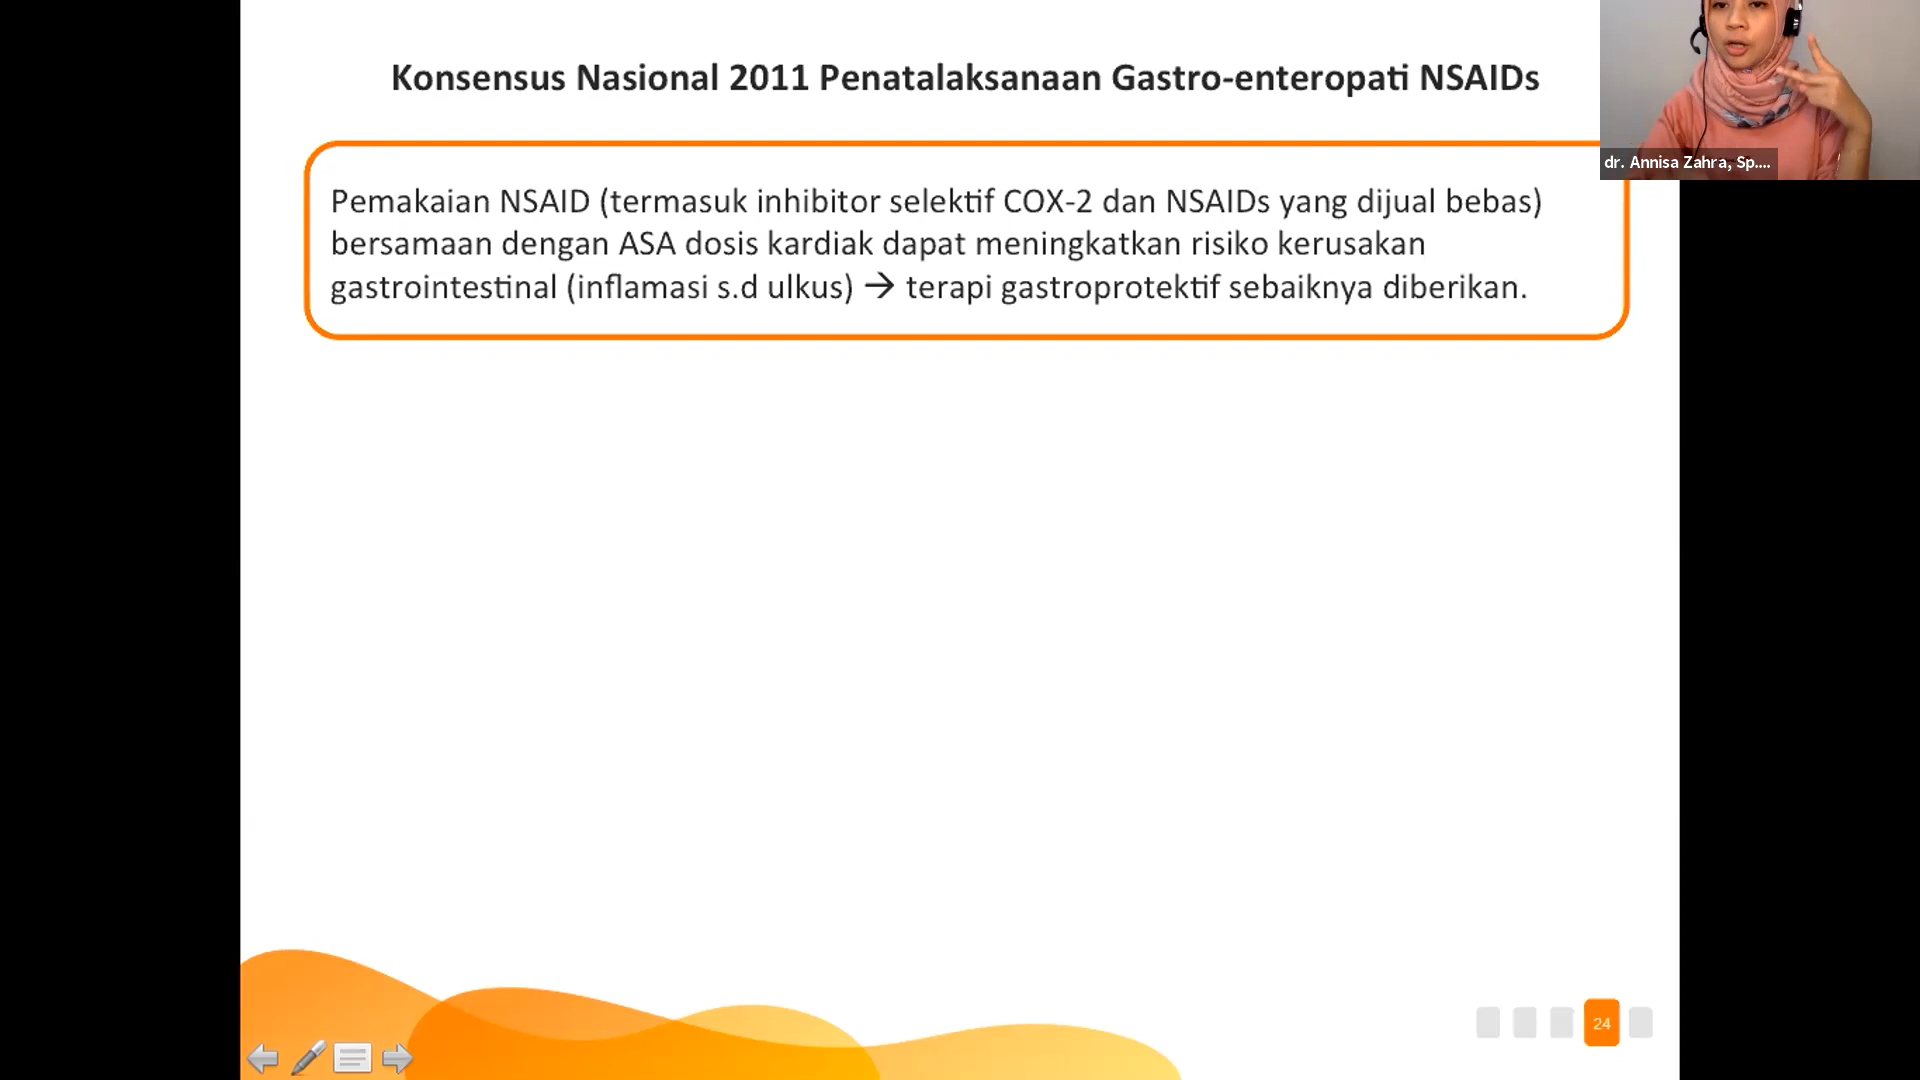 Konsensus Nasional 2011 Penatalaksanaan Gastro-enteropati NSAIDs
dr. Annisa Zahra, Sp....
Pemakaian NSAID (termasuk inhibitor selektif COX-2 dan NSAIDs yang dijual bebas)
bersamaan dengan ASA dosis kardiak dapat meningkatkan risiko kerusakan
gastrointestinal (inflamasi s.d ulkus) → terapi gastroprotektif sebaiknya diberikan.
24